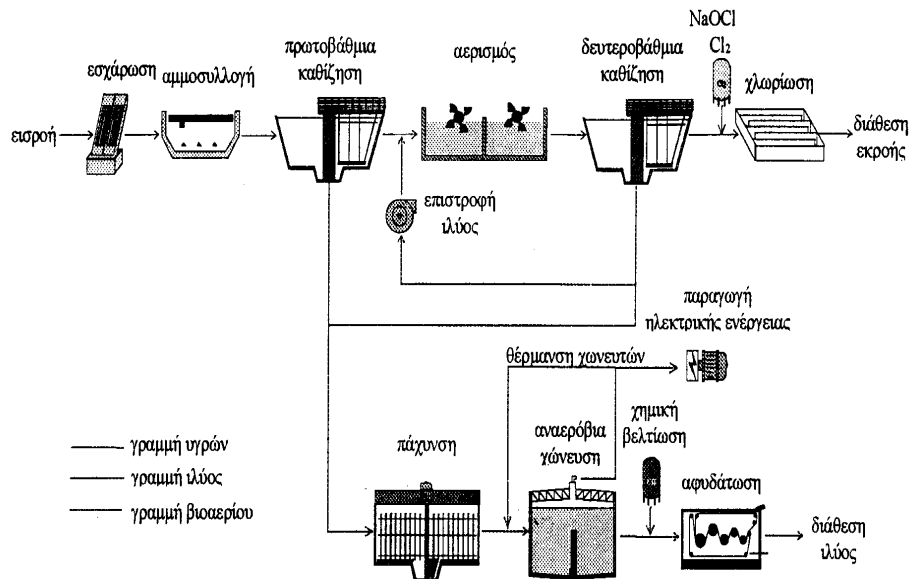 NaOCl
Cl₂
πρωτοβάθμια
καθίζηση
αερισμός
δευτεροβάθμια
καθίζηση
εσχάρωση
αμμοσυλλογή
χλωρίωση
εισροή
διάθεση
εκροής
επιστροφή
ιλύος
παραγωγή
ηλεκτρικής ενέργειας
θέρμανση χωνευτών
χημική
βελτίωση
αναερόβια
χώνευση
πάχυνση
αφυδάτωση
γραμμή υγρών
γραμμή ιλύος
γραμμή βιοαερίου
διάθεση
ιλύος